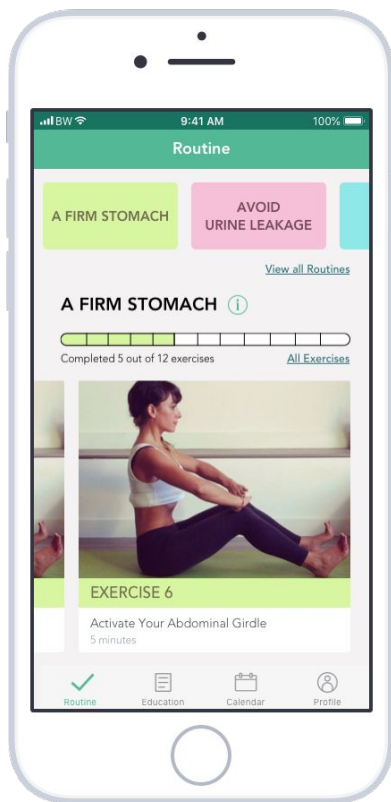 BW
9:41 AM
100%
Routine
A FIRM STOMACH
AVOID
URINE LEAKAGE
View all Routines
A FIRM STOMACH i
Completed 5 out of 12 exercises
All Exercises
EXERCISE 6
Activate Your Abdominal Girdle
5 minutes
Routine
Education
Calendar
Profile